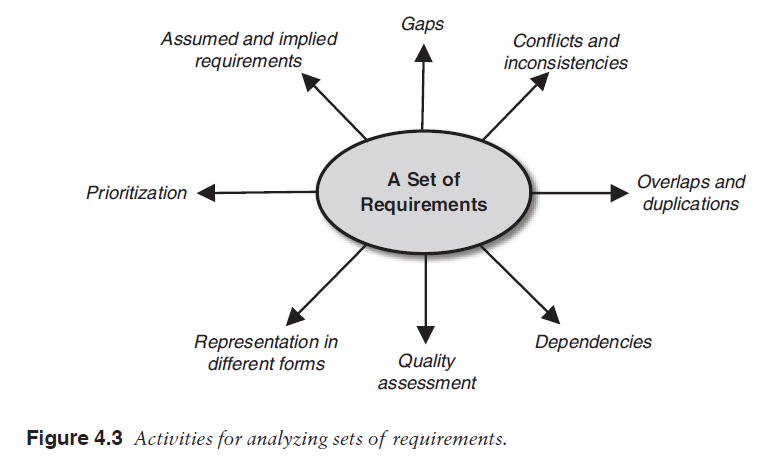 Gaps
Assumed and implied
requirements
Conflicts and
inconsistencies
A Set of
Requirements
Prioritization
Overlaps and
duplications
Representation in
different forms
Quality
assessment
Dependencies
Figure 4.3 Activities for analyzing sets of requirements.